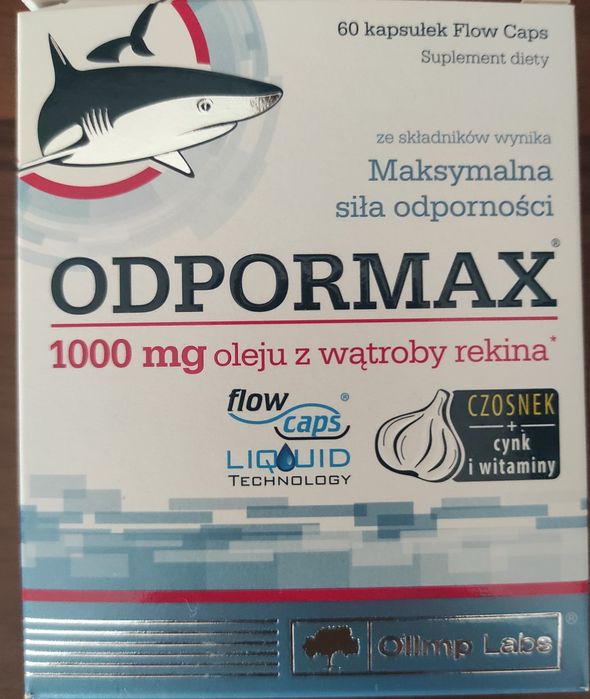 60 kapsułek Flow Caps
Suplement diety
ze składników wynika
Maksymalna
siła odporności
ODPORMAX®
1000 mg oleju z wątroby rekina*
flow caps®
LIQUID
TECHNOLOGY
CZOSNEK
+
cynk
i witaminy
Olimp Labs®